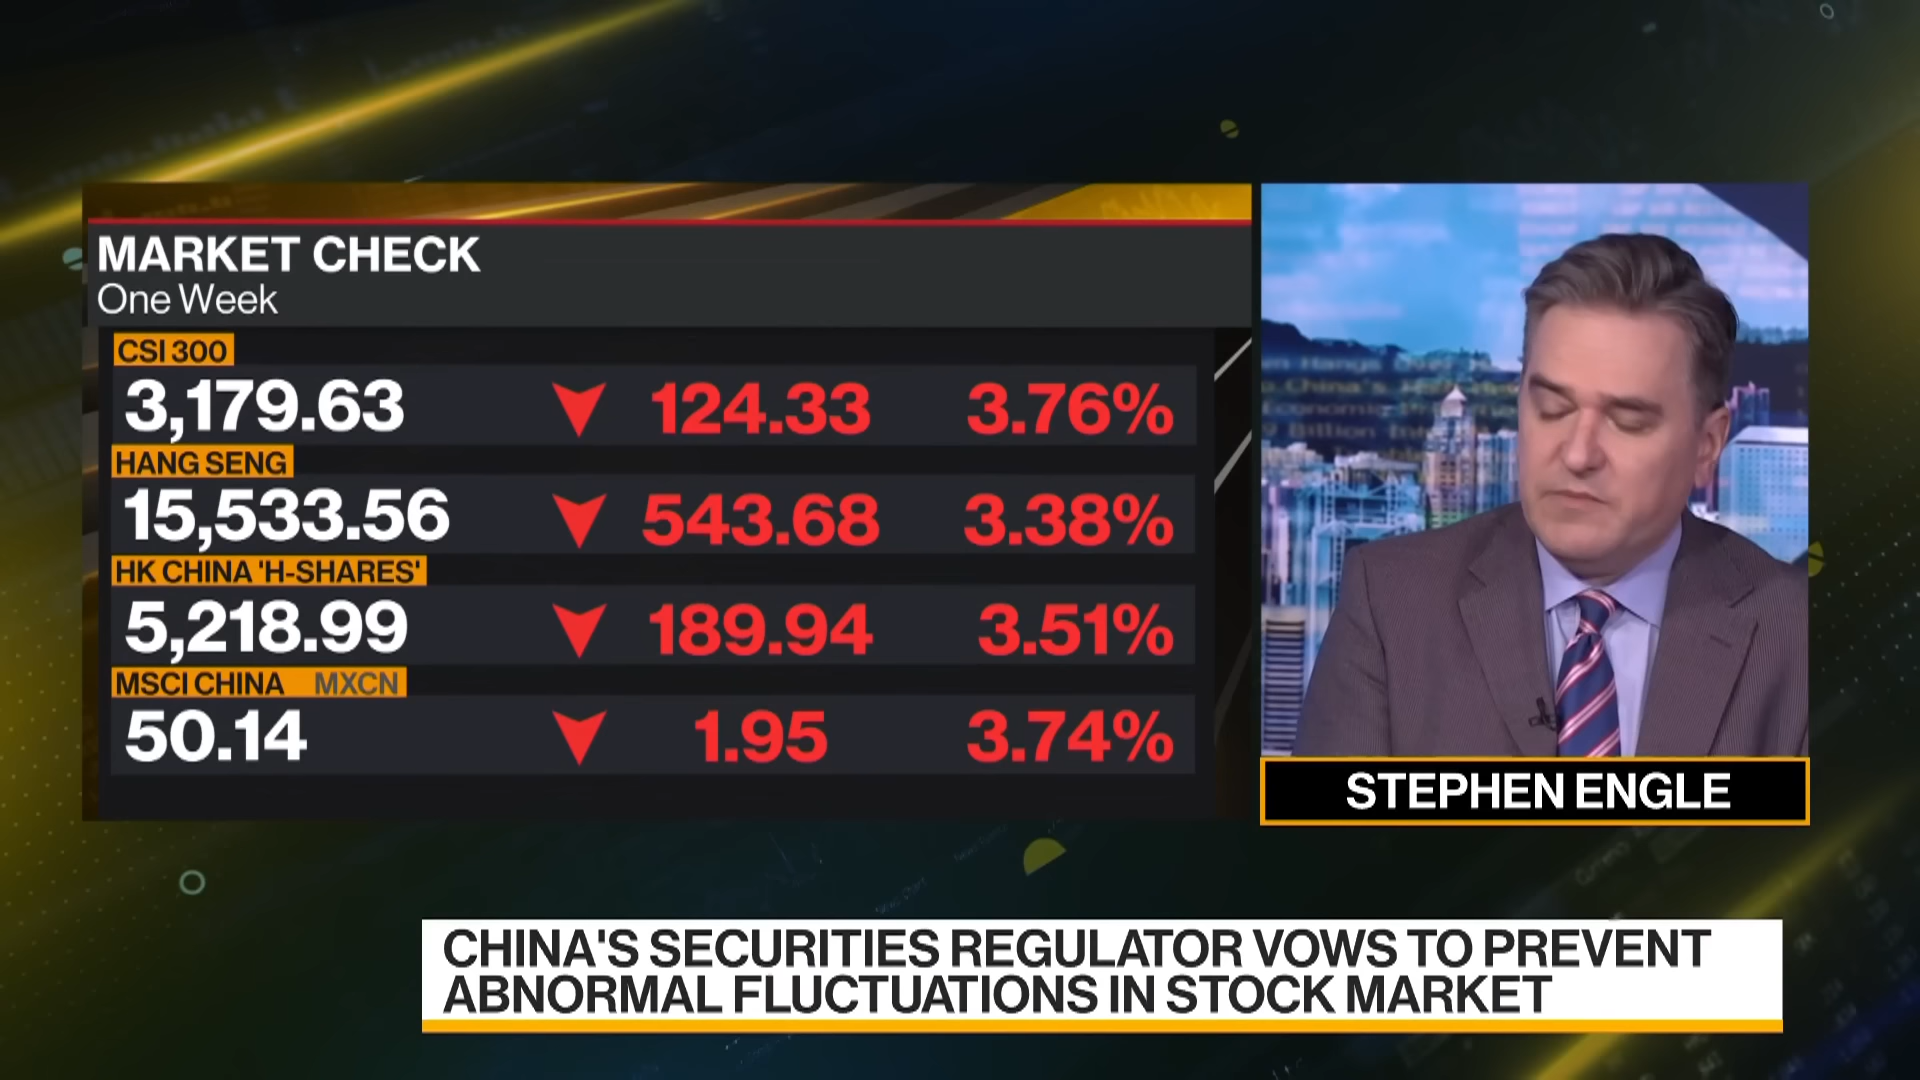 MARKET CHECK
One Week
CSI 300
3,179.63 124.33 3.76%
HANG SENG
15,533.56 543.68 3.38%
HK CHINA 'H-SHARES'
5,218.99 189.94 3.51%
MSCI CHINA MXCN
50.14 1.95 3.74%
STEPHEN ENGLE
CHINA'S SECURITIES REGULATOR VOWS TO PREVENT
ABNORMAL FLUCTUATIONS IN STOCK MARKET